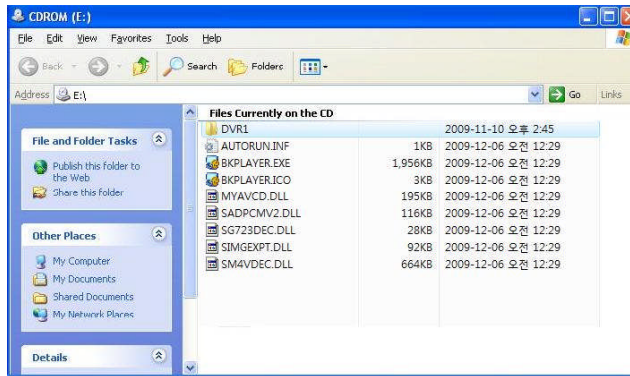 CDROM (E:)
File Edit View Favorites Tools Help
Back Search Folders
Address E:\ Go Links
Files Currently on the CD
DVR1 2009-11-10 오후 2:45
AUTORUN.INF 1KB 2009-12-06 오전 12:29
BKPLAYER.EXE 1,956KB 2009-12-06 오전 12:29
BKPLAYER.ICO 3KB 2009-12-06 오전 12:29
MYAVCD.DLL 195KB 2009-12-06 오전 12:29
SADPCMV2.DLL 116KB 2009-12-06 오전 12:29
SG723DEC.DLL 28KB 2009-12-06 오전 12:29
SIMGEXPT.DLL 92KB 2009-12-06 오전 12:29
SM4VDEC.DLL 664KB 2009-12-06 오전 12:29
File and Folder Tasks
Publish this folder to
the Web
Share this folder
Other Places
My Computer
My Documents
Shared Documents
My Network Places
Details